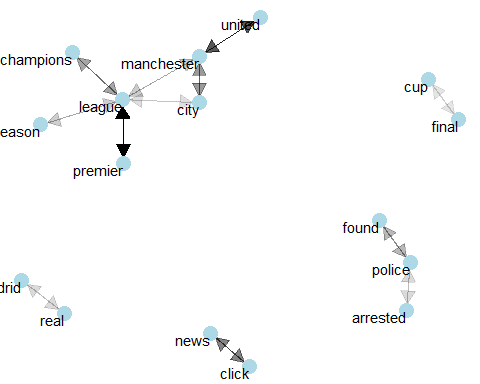 united
champions
manchester
league
city
eason
premier
cup
final
found
police
arrested
drid
real
news
click